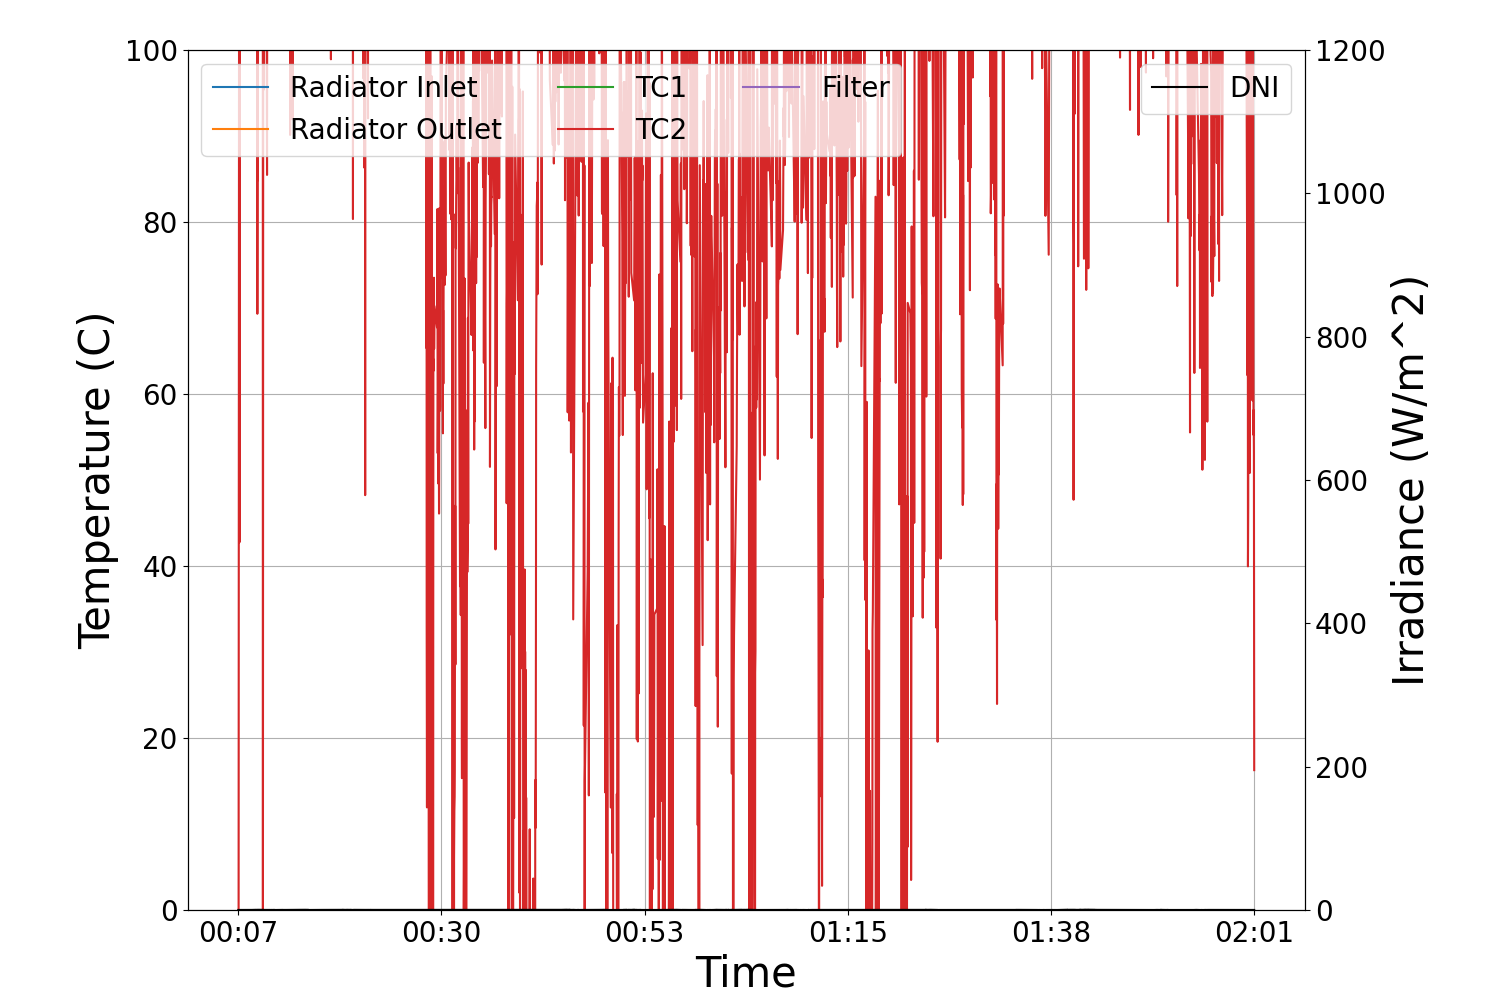 100
80
60
40
20
0
Temperature (C)
Radiator Inlet
Radiator Outlet
TC1
TC2
Filter
DNI
1200
1000
800
600
400
200
0
Irradiance (W/m^2)
00:07 00:30 00:53 01:15 01:38 02:01
Time